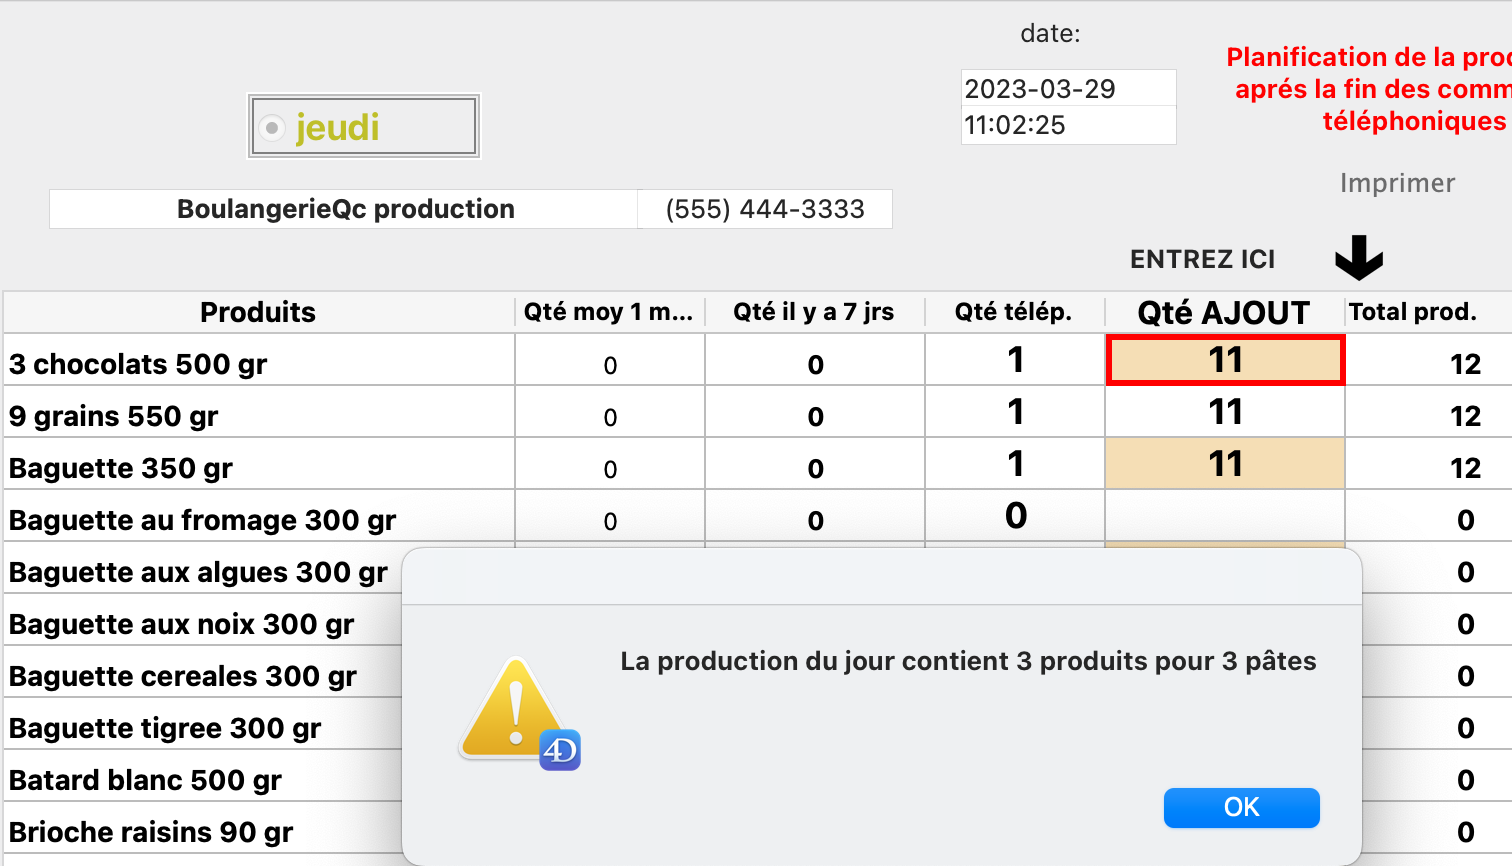 date:
2023-03-29
11:02:25
Planification de la proc
aprés la fin des comm
téléphoniques
jeudi
Imprimer
BoulangerieQc production (555) 444-3333
ENTREZ ICI
Produits Qté moy 1 m... Qté il y a 7 jrs Qté télép. Qté AJOUT Total prod.
3 chocolats 500 gr 0 0 1 11 12
9 grains 550 gr 0 0 1 11 12
Baguette 350 gr 0 0 1 11 12
Baguette au fromage 300 gr 0 0 0 0
Baguette aux algues 300 gr 0
Baguette aux noix 300 gr 0
Baguette cereales 300 gr 0
Baguette tigree 300 gr 0
Batard blanc 500 gr 0
Brioche raisins 90 gr 0
La production du jour contient 3 produits pour 3 pâtes
4D
OK